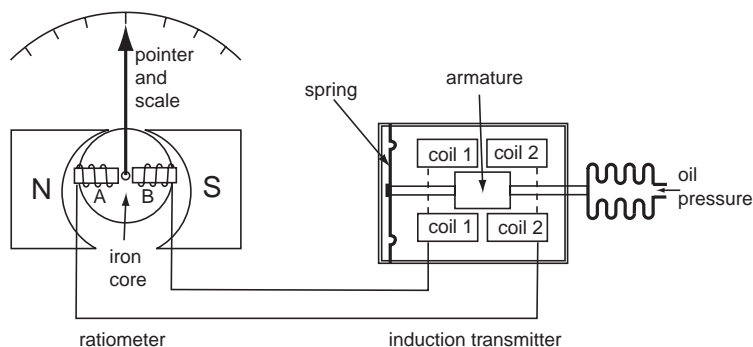 pointer
and
scale
N
S
A
B
iron
core
ratiometer
armature
spring
coil 1
coil 2
coil 1
coil 2
oil
pressure
induction transmitter